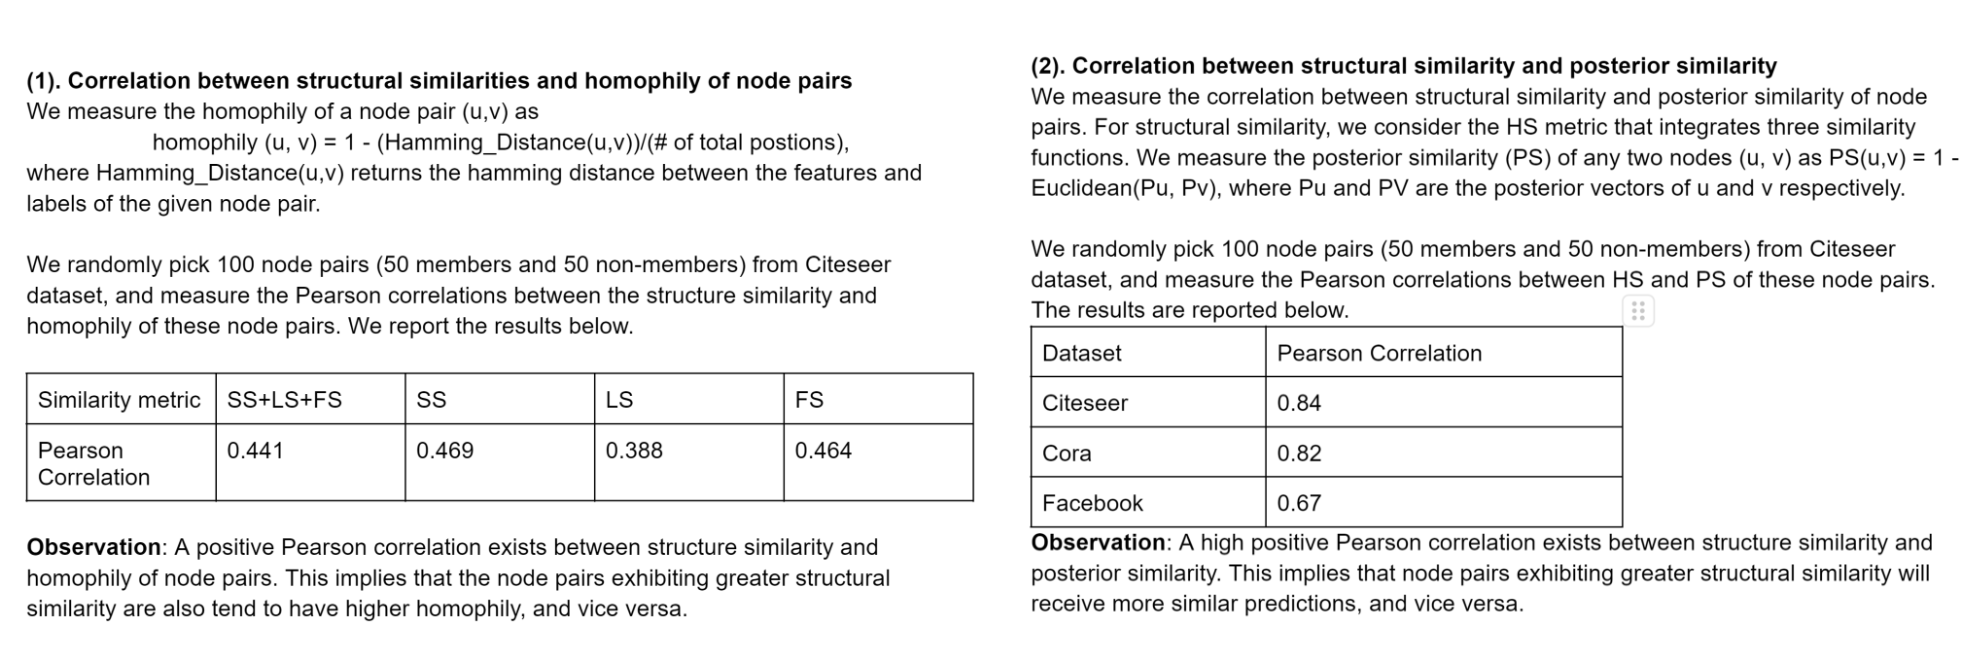 (1). Correlation between structural similarities and homophily of node pairs
We measure the homophily of a node pair (u,v) as
homophily (u, v) = 1 - (Hamming_Distance(u,v))/(# of total postions),
where Hamming_Distance(u,v) returns the hamming distance between the features and
labels of the given node pair.
We randomly pick 100 node pairs (50 members and 50 non-members) from Citeseer
dataset, and measure the Pearson correlations between the structure similarity and
homophily of these node pairs. We report the results below.
Similarity metric SS+LS+FS SS LS FS
Pearson
Correlation 0.441 0.469 0.388 0.464
Observation: A positive Pearson correlation exists between structure similarity and
homophily of node pairs. This implies that the node pairs exhibiting greater structural
similarity are also tend to have higher homophily, and vice versa.
(2). Correlation between structural similarity and posterior similarity
We measure the correlation between structural similarity and posterior similarity of node
pairs. For structural similarity, we consider the HS metric that integrates three similarity
functions. We measure the posterior similarity (PS) of any two nodes (u, v) as PS(u,v) = 1 -
Euclidean(Pu, Pv), where Pu and PV are the posterior vectors of u and v respectively.
We randomly pick 100 node pairs (50 members and 50 non-members) from Citeseer
dataset, and measure the Pearson correlations between HS and PS of these node pairs.
The results are reported below.
Dataset Pearson Correlation
Citeseer 0.84
Cora 0.82
Facebook 0.67
Observation: A high positive Pearson correlation exists between structure similarity and
posterior similarity. This implies that node pairs exhibiting greater structural similarity will
receive more similar predictions, and vice versa.